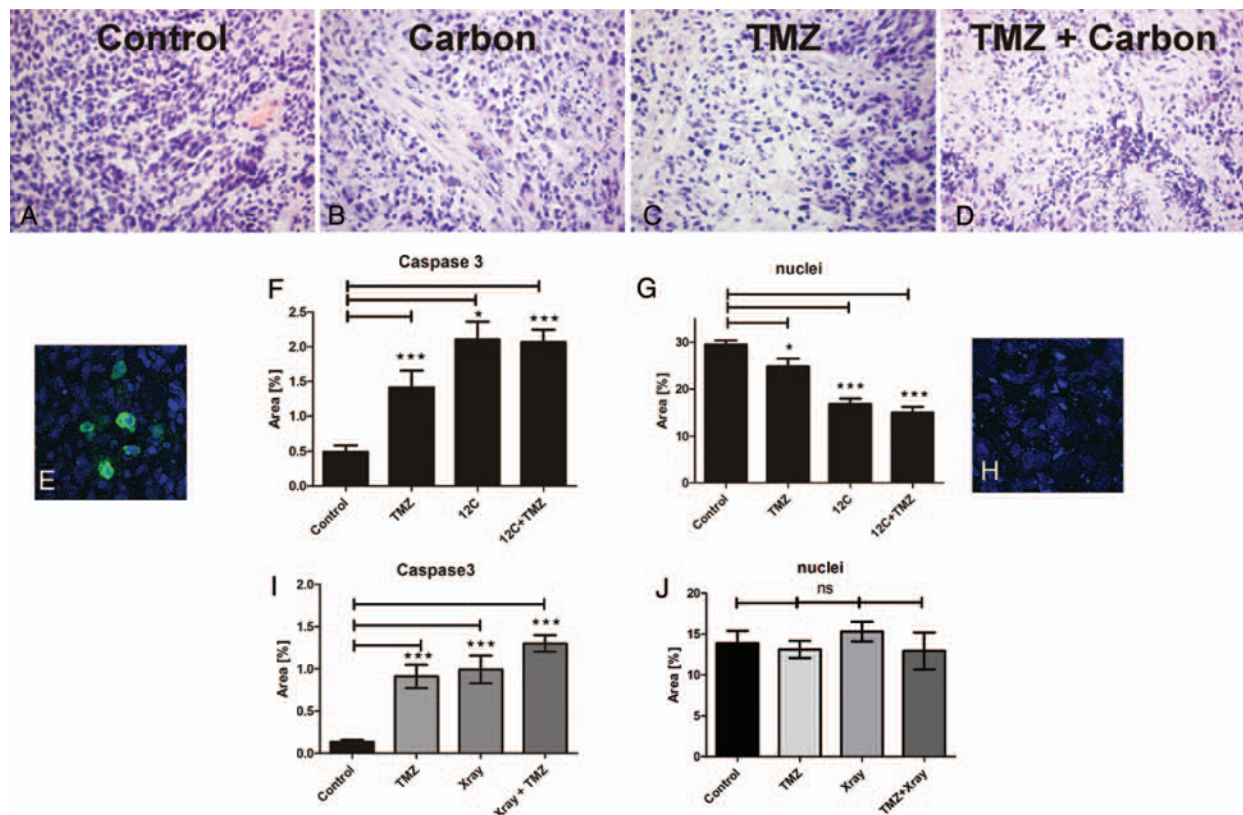 Control
Carbon
TMZ
TMZ + Carbon
A
B
C
D
F
Caspase 3
Area [%]
2.5
2.0
1.5
1.0
0.5
0.0
*
***
***
Control
TMZ
12C
12C+TMZ
G
nuclei
Area [%]
30
20
10
0
*
***
***
Control
TMZ
12C
12C+TMZ
E
H
I
Caspase3
Area [%]
2.0
1.5
1.0
0.5
0.0
***
***
***
Control
TMZ
Xray
Xray + TMZ
J
nuclei
ns
Area [%]
20
15
10
5
0
Control
TMZ
Xray
TMZ+Xray